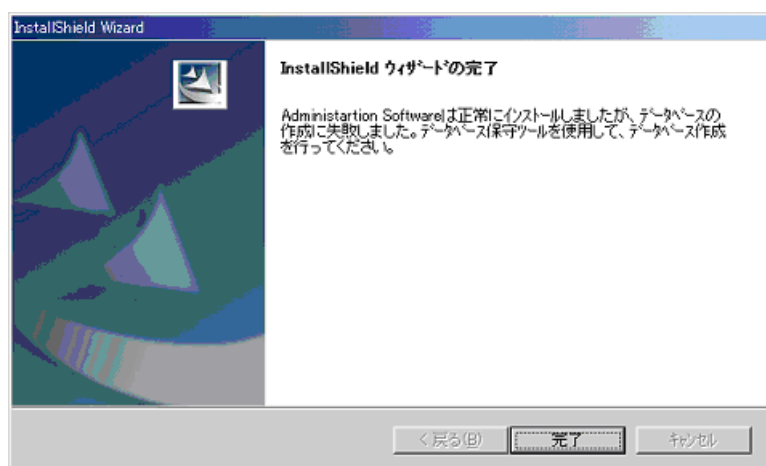 InstallShield Wizard
InstallShield ウィザードの完了
Administartion Softwareは正常にインストールしましたが、データベースの
作成に失敗しました。データベース保守ツールを使用して、データベース作成
を行ってください。
< 戻る(B)
完了
キャンセル